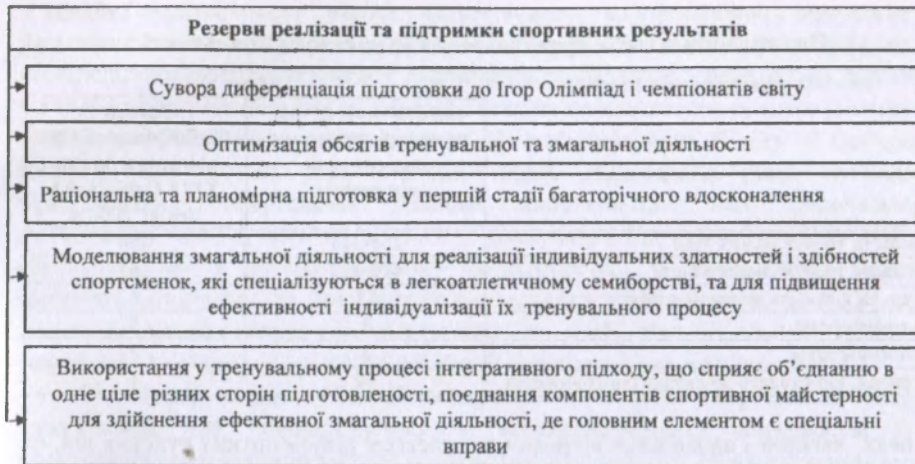 Резерви реалізації та підтримки спортивних результатів
Сувора диференціація підготовки до Ігор Олімпіад і чемпіонатів світу
Оптимізація обсягів тренувальної та змагальної діяльності
Раціональна та планомірна підготовка у першій стадії багаторічного вдосконалення
Моделювання змагальної діяльності для реалізації індивідуальних здатностей і здібностей
спортсменок, які спеціалізуються в легкоатлетичному семиборстві, та для підвищення
ефективності індивідуалізації їх тренувального процесу
Використання у тренувальному процесі інтегративного підходу, що сприяє об’єднанню в
одне ціле різних сторін підготовленості, поєднання компонентів спортивної майстерності
для здійснення ефективної змагальної діяльності, де головним елементом є спеціальні
вправи